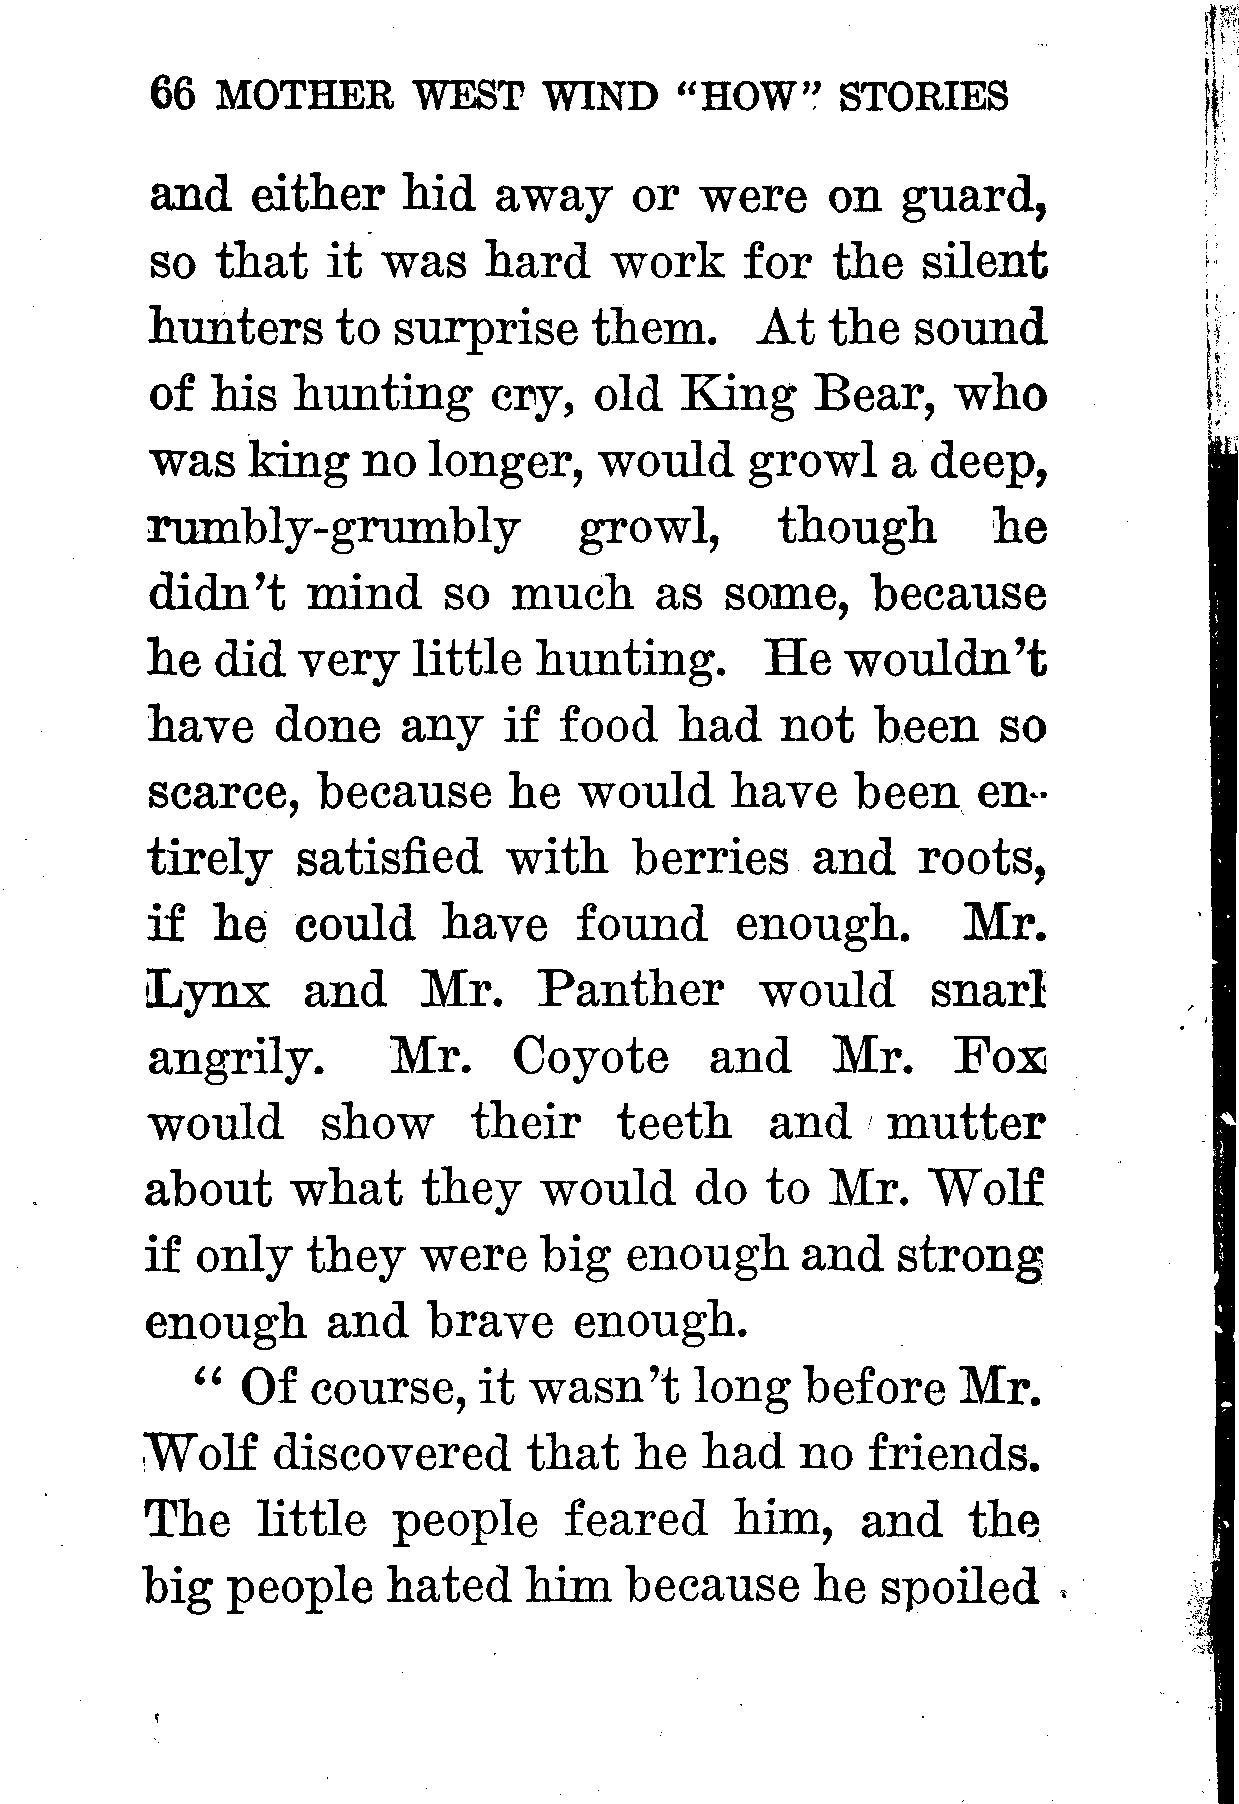 66 MOTHER WEST WIND "HOW" STORIES
and either hid away or were on guard,
so that it was hard work for the silent
hunters to surprise them. At the sound
of his hunting cry, old King Bear, who
was king no longer, would growl a deep,
rumbly-grumbly growl, though he
didn't mind so much as some, because
he did very little hunting. He wouldn't
have done any if food had not been so
scarce, because he would have been en-
tirely satisfied with berries and roots,
if he could have found enough. Mr.
Lynx and Mr. Panther would snarl
angrily. Mr. Coyote and Mr. Fox
would show their teeth and mutter
about what they would do to Mr. Wolf
if only they were big enough and strong
enough and brave enough.
" Of course, it wasn't long before Mr.
Wolf discovered that he had no friends.
The little people feared him, and the
big people hated him because he spoiled